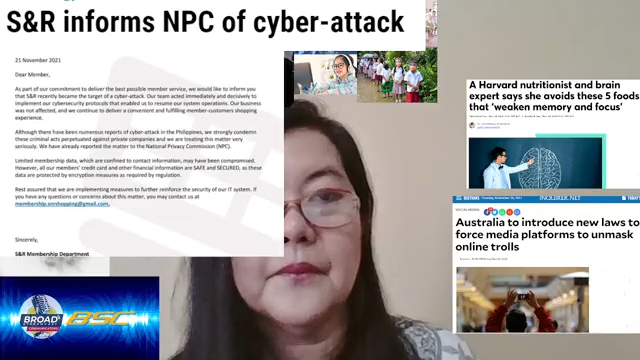 S&R informs NPC of cyber-attack
21 November 2021
Dear Member,
As part of our commitment to deliver the best possible member service, we would like to inform you
that S&R recently became the target of a cyber-attack. Our team acted immediately and decisively to
implement our cybersecurity protocols that enabled us to resume our system operations. Our business
was not affected, and we continue to deliver a convenient and fulfilling member-customers shopping
experience.
Although there have been numerous reports of cyber-attack in the Philippines, we strongly condemn
these criminal acts perpetuated against private companies and we are treating this matter very
seriously. We have already reported the matter to the National Privacy Commission (NPC).
Limited membership data, which are confined to contact information, may have been compromised.
However, all our members' credit card and other financial information are SAFE and SECURED, as these
data are protected by encryption measures as required by regulation.
Rest assured that we are implementing measures to further reinforce the security of our IT system. If
you have any questions or concerns about this matter, you may contact us at
membership.snrshopping@gmail.com.
Sincerely,
S&R Membership Department
A Harvard nutritionist and brain
expert says she avoids these 5 foods
that 'weaken memory and focus'
SECTIONS
INQUIRER.NET
TODAY'S
SOCIAL MEDIA
Australia to introduce new laws to
force media platforms to unmask
online trolls
BROAD
COMMUNICATIONS
BSC